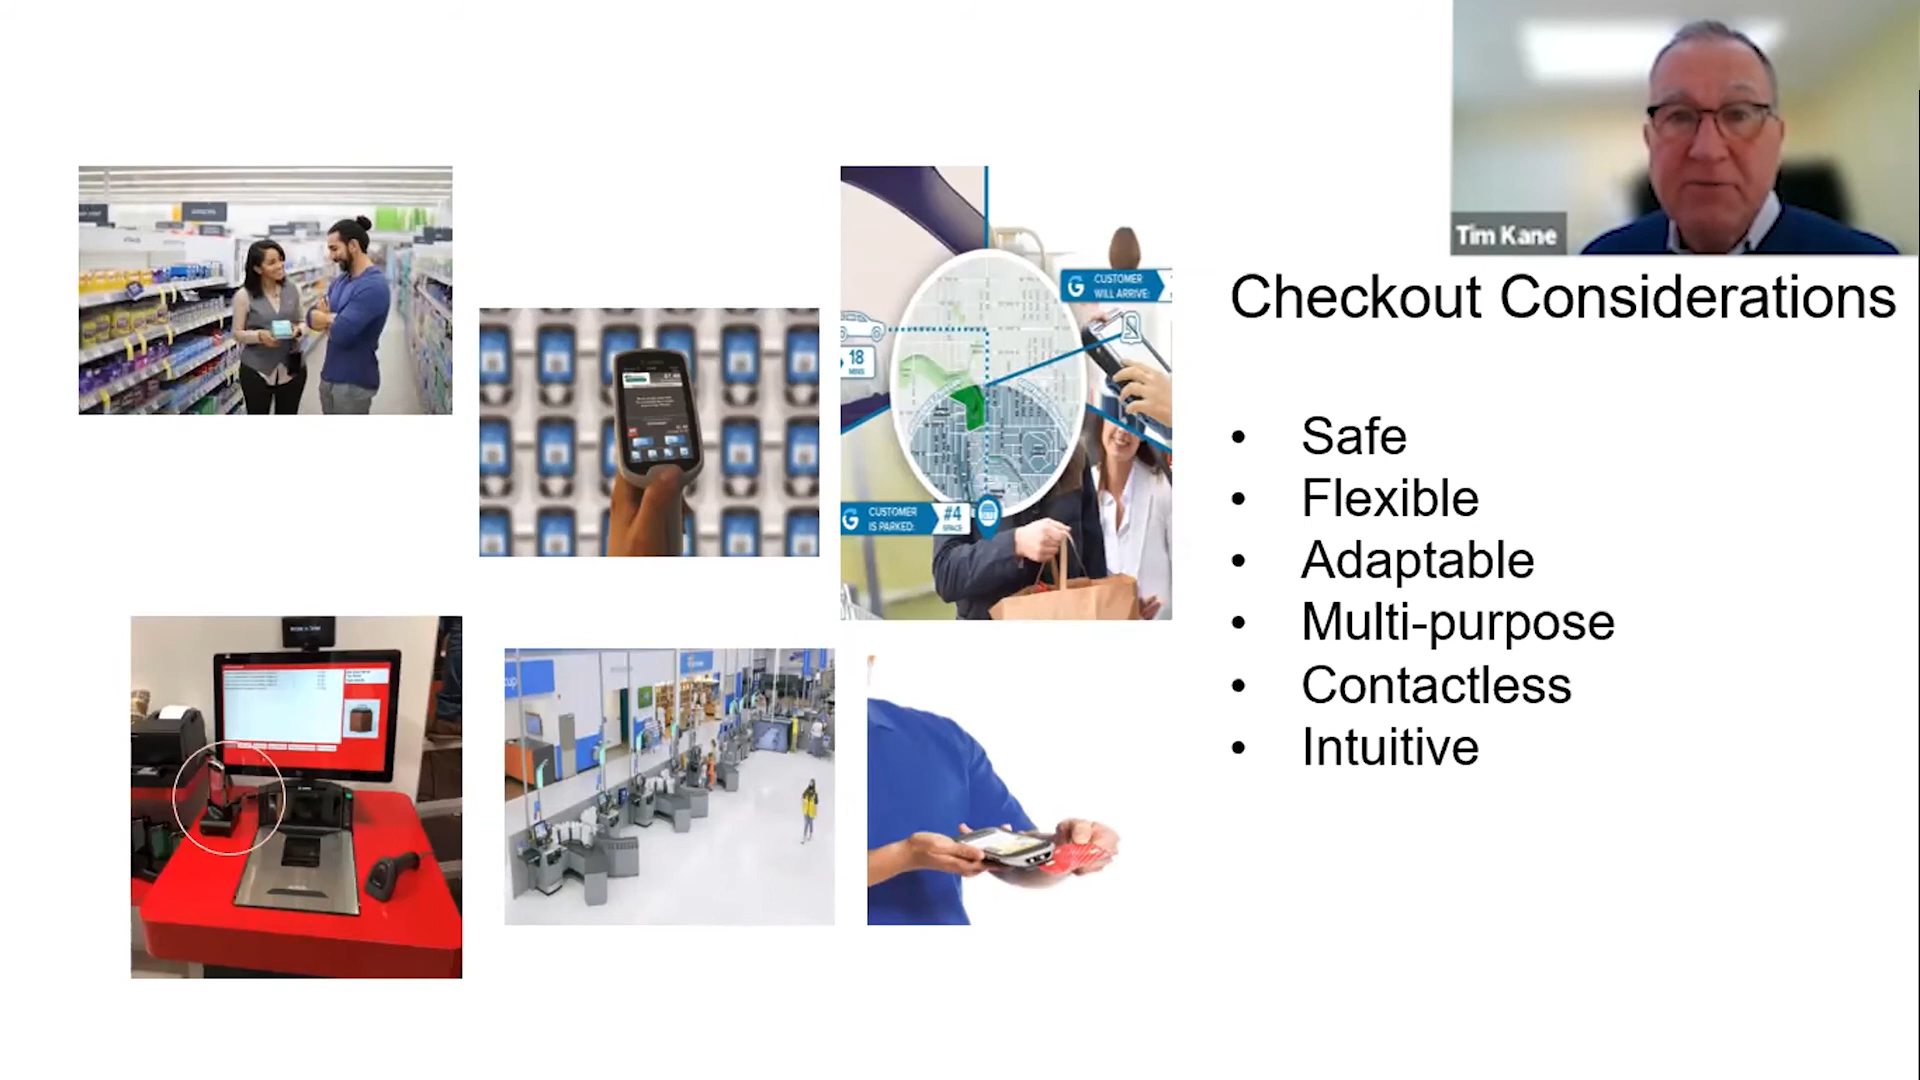 Tim Kane
Checkout Considerations
• Safe
• Flexible
• Adaptable
• Multi-purpose
• Contactless
• Intuitive
CUSTOMER
WILL ARRIVE:
18
MINS
CUSTOMER
IS PARKED:
#4
SPACE